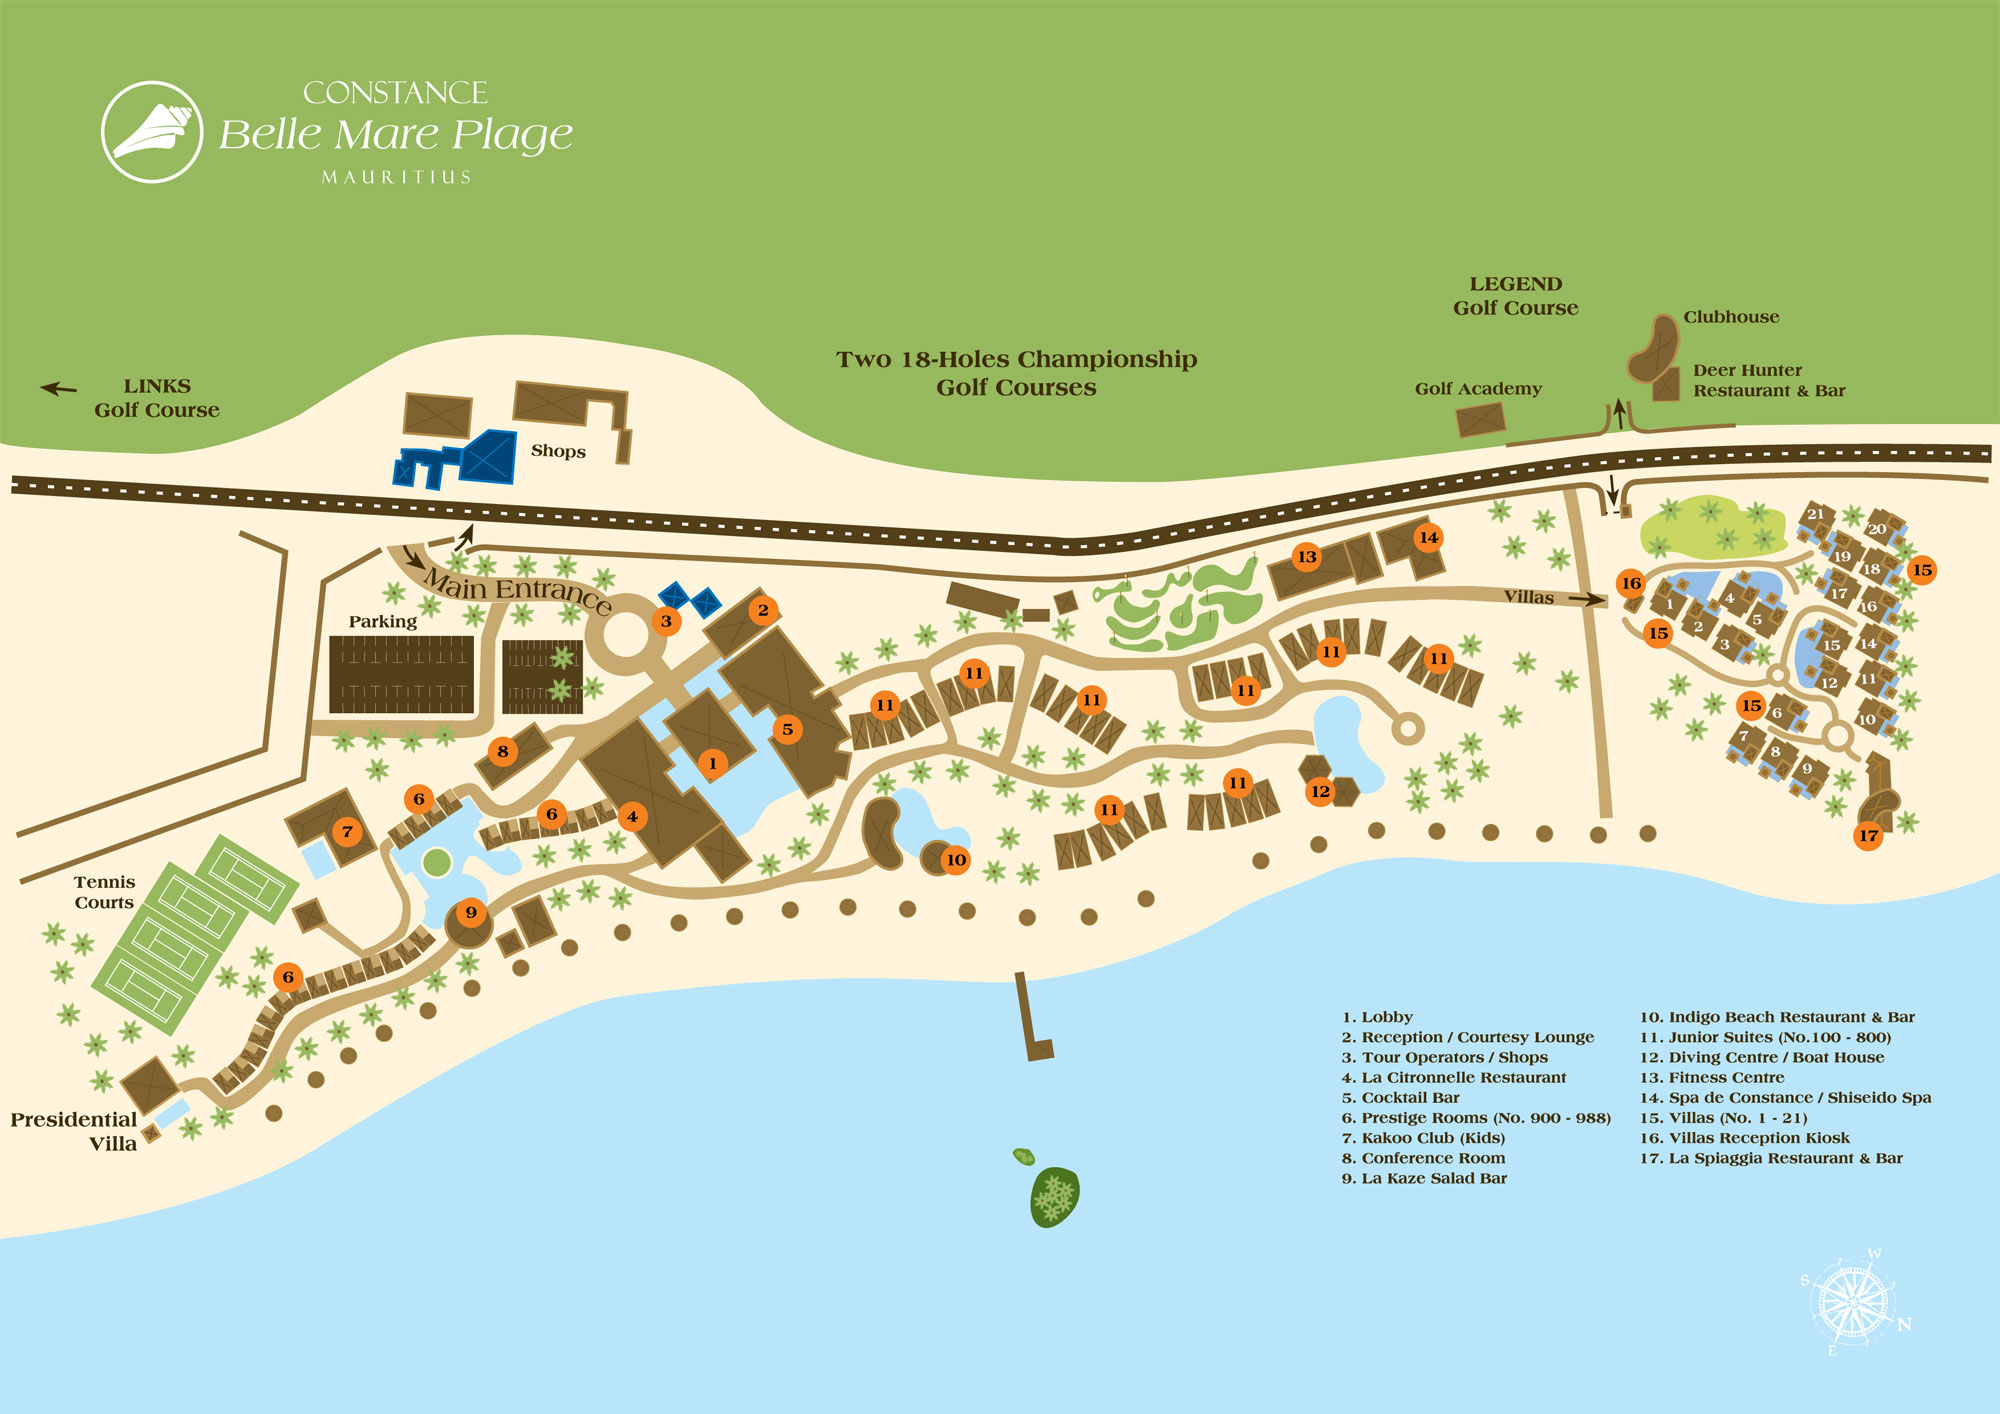 CONSTANCE
Belle Mare Plage
MAURITIUS
LEGEND
Golf Course
Clubhouse
Deer Hunter
Restaurant & Bar
Golf Academy
Two 18-Holes Championship
Golf Courses
LINKS
Golf Course
Shops
Main Entrance
Parking
Villas
Tennis
Courts
Presidential
Villa
3
2
8
1
5
4
6
6
7
9
6
10
11
11
11
11
11
11
11
11
12
13
14
16
15
15
15
17
21
20
19
18
17
16
1
2
3
4
5
15
14
12
11
10
6
7
8
9
1. Lobby
2. Reception / Courtesy Lounge
3. Tour Operators / Shops
4. La Citronnelle Restaurant
5. Cocktail Bar
6. Prestige Rooms (No. 900 - 988)
7. Kakoo Club (Kids)
8. Conference Room
9. La Kaze Salad Bar
10. Indigo Beach Restaurant & Bar
11. Junior Suites (No.100 - 800)
12. Diving Centre / Boat House
13. Fitness Centre
14. Spa de Constance / Shiseido Spa
15. Villas (No. 1 - 21)
16. Villas Reception Kiosk
17. La Spiaggia Restaurant & Bar
W
S
N
E